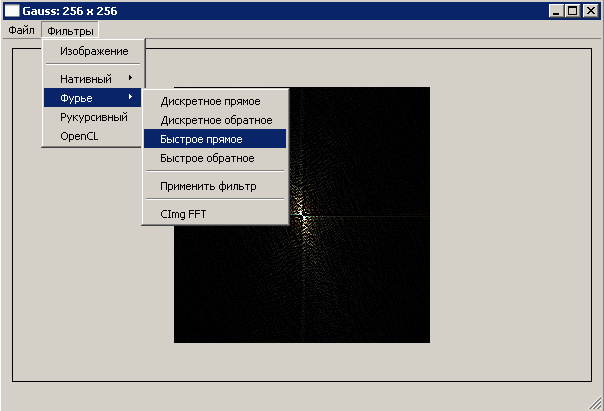 Gauss: 256 x 256
Файл Фильтры
Изображение
Нативный
Фурье
Рукурсивный
OpenCL
Дискретное прямое
Дискретное обратное
Быстрое прямое
Быстрое обратное
Применить фильтр
CImg FFT